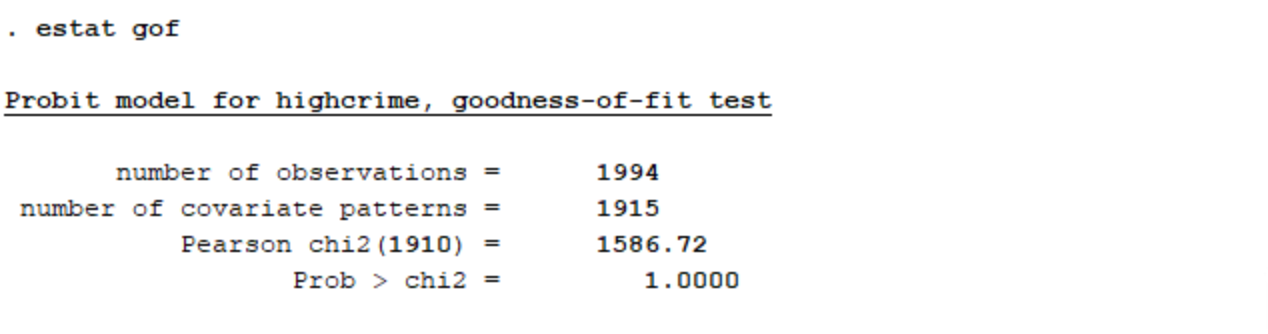 . estat gof
Probit model for highcrime, goodness-of-fit test
number of observations = 1994
number of covariate patterns = 1915
Pearson chi2(1910) = 1586.72
Prob > chi2 = 1.0000